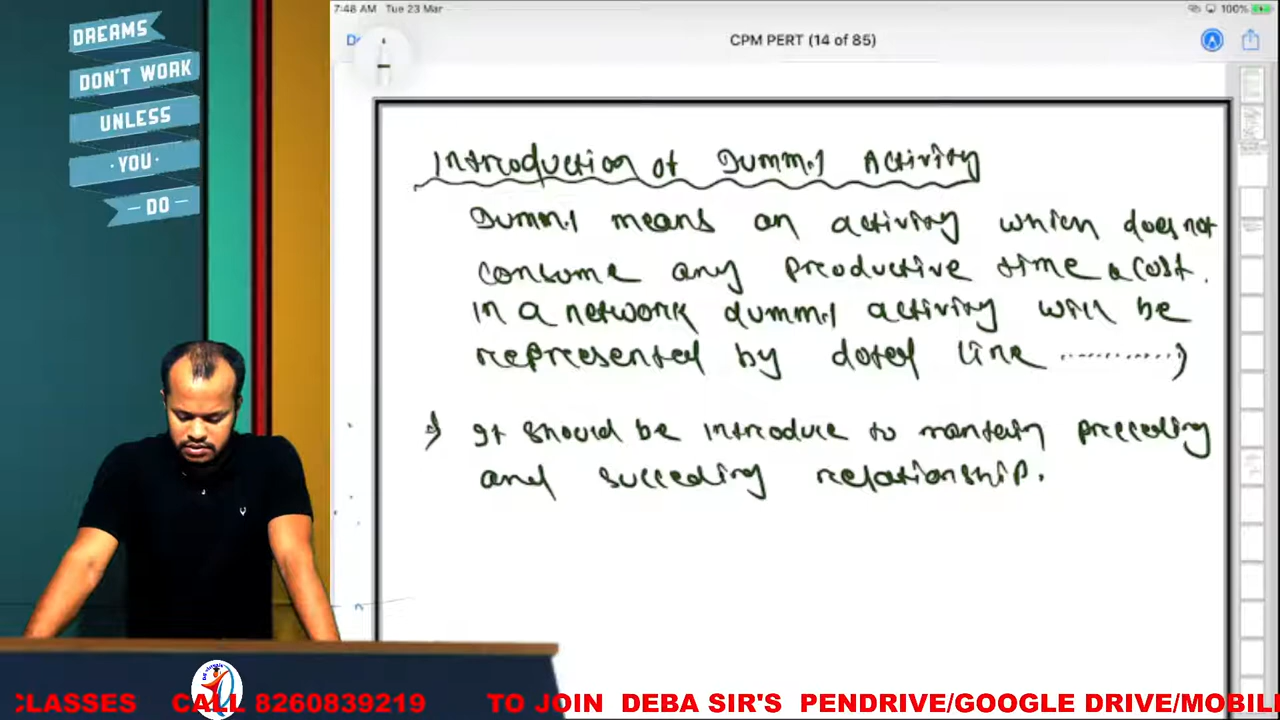 DREAMS
DON'T WORK
UNLESS
·YOU·
— DO —
7:48 AM Tue 23 Mar
100%
CPM PERT (14 of 85)
Introduction of Dummy Activity
Dummy means an activity which does not
consume any productive time & cost.
In a network dummy activity will be
represented by doted line
It should be introduce to preceeding
and succeding relationship.
CLASSES CALL 8260839219 TO JOIN DEBA SIR'S PENDRIVE/GOOGLE DRIVE/MOBIL